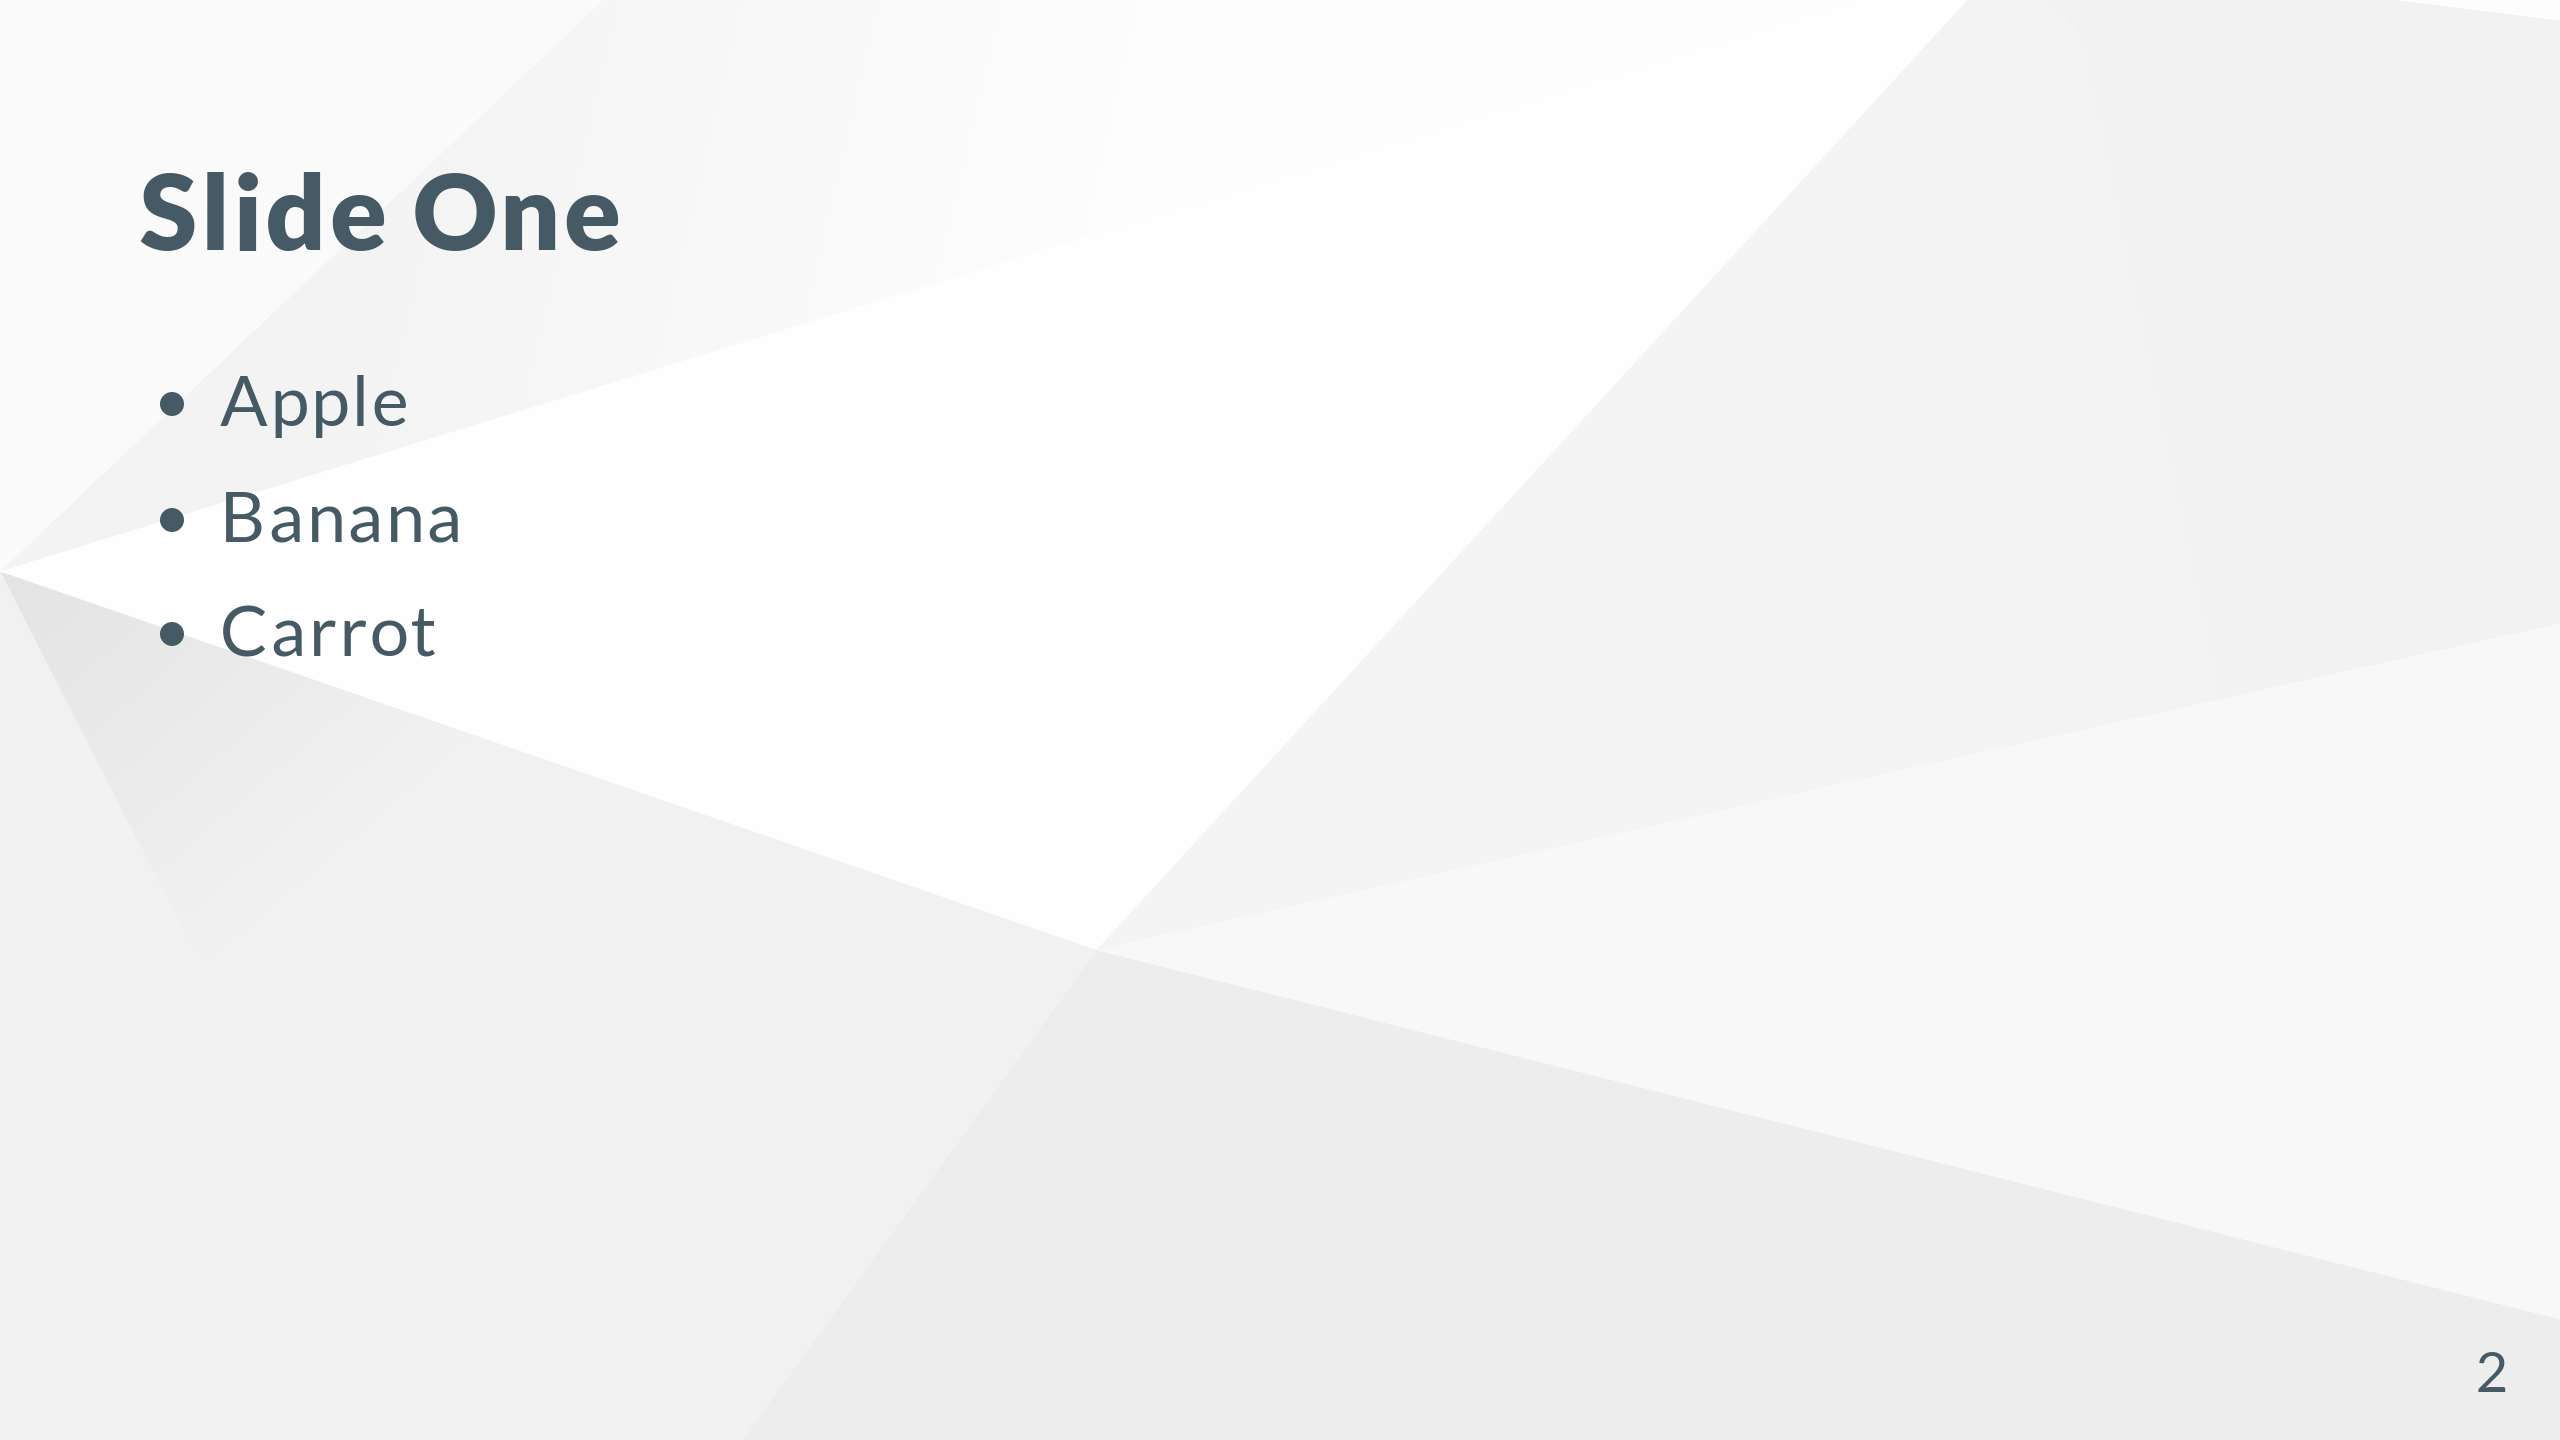 Slide One
• Apple
• Banana
• Carrot
2